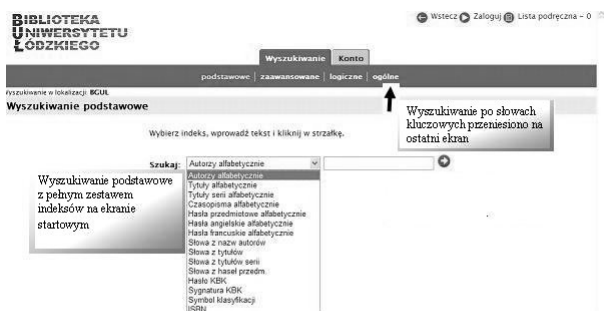 BIBLIOTEKA
UNIWERSYTETU
ŁÓDZKIEGO
Wstecz Zaloguj Lista podręczna - 0
Wyszukiwanie Konto
podstawowe | zaawansowane | logiczne | ogólne
Wyszukiwanie w lokalizacji: BGUŁ
Wyszukiwanie podstawowe
Wyszukiwanie po słowach
kluczowych przeniesiono na
ostatni ekran
Wybierz indeks, wprowadź tekst i kliknij w strzałkę.
Szukaj: Autorzy alfabetycznie
Wyszukiwanie podstawowe
z pełnym zestawem
indeksów na ekranie
startowym
Autorzy alfabetycznie
Tytuły alfabetycznie
Tytuły serii alfabetycznie
Czasopisma alfabetycznie
Hasła przedmiotowe alfabetycznie
Hasła angielskie alfabetycznie
Hasła francuskie alfabetycznie
Słowa z nazw autorów
Słowa z tytułów
Słowa z tytułów serii
Słowa z haseł przedm.
Hasło KBK
Sygnatura KBK
Symbol klasyfikacji
ISBN